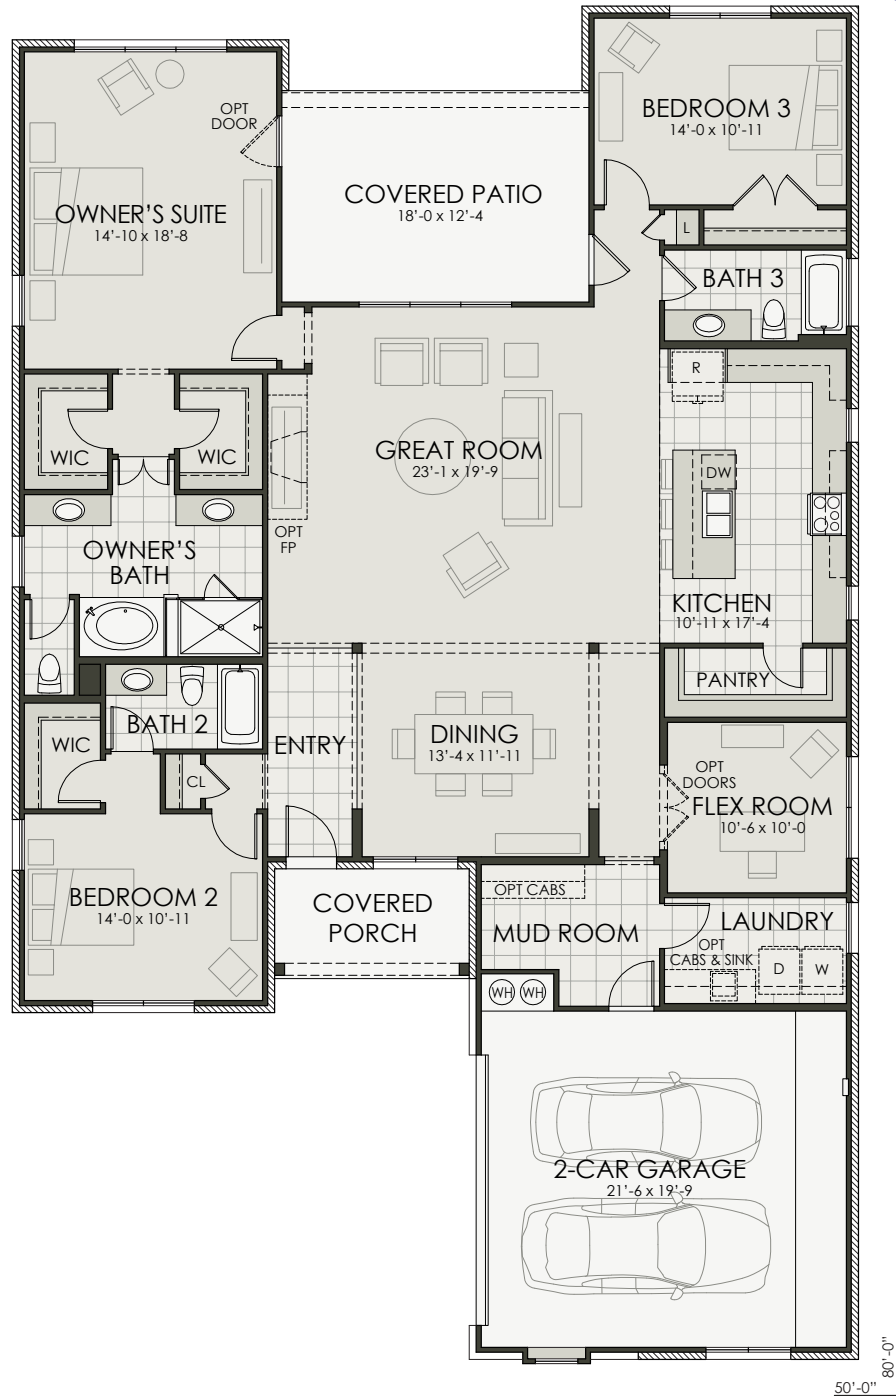 BEDROOM 3
14'-0 x 10'-11
OPT
DOOR
COVERED PATIO
18'-0 x 12'-4
OWNER'S SUITE
14'-10 x 18'-8
L
BATH 3
R
WIC
WIC
GREAT ROOM
23'-1 x 19'-9
DW
OPT
FP
OWNER'S
BATH
KITCHEN
10'-11 x 17'-4
PANTRY
BATH 2
WIC
ENTRY
DINING
13'-4 x 11'-11
CL
OPT
DOORS
FLEX ROOM
10'-6 x 10'-0
BEDROOM 2
14'-0 x 10'-11
COVERED
PORCH
OPT CABS
MUD ROOM
LAUNDRY
OPT
CABS & SINK
D
W
WH
WH
2-CAR GARAGE
21'-6 x 19'-9
80'-0"
50'-0"